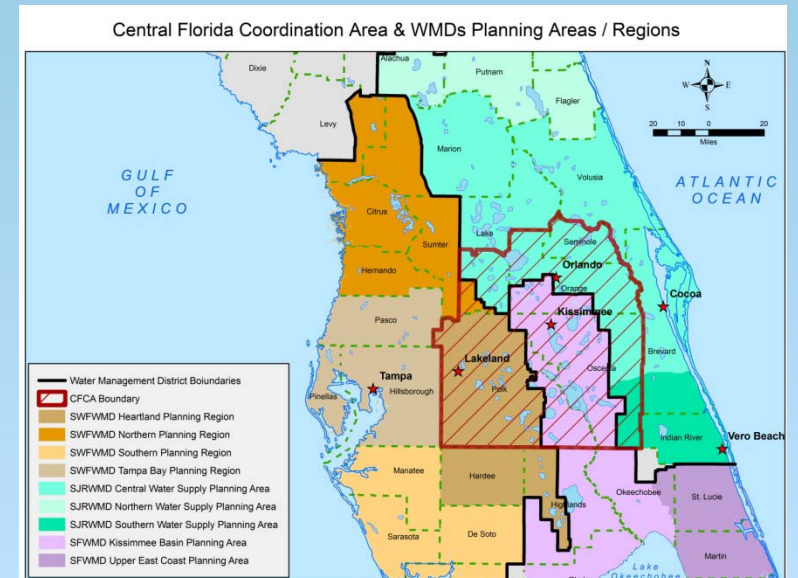 Central Florida Coordination Area & WMDs Planning Areas / Regions
Dixie
Alachua
Putnam
N
W
E
S
Flagler
Levy
20 10 0 20
Miles
Marion
Volusia
GULF
OF
MEXICO
ATLANTIC
OCEAN
Citrus
Lake
Sumter
Seminole
Hernando
Orlando
Orange
Cocoa
Kissimmee
Pasco
Brevard
Lakeland
Osceola
Tampa
Polk
Pinellas
Hillsborough
Indian River
Vero Beach
Manatee
Hardee
Okeechobee
St. Lucie
Highlands
Sarasota
De Soto
Martin
Lake
Okeechobee
Water Management District Bouindaries
CFCA Boundary
SWFWMD Heartland Planning Region
SWFWMD Northern Planning Region
SWFWMD Southern Planning Region
SWFWMD Tampa Bay Planning Region
SJRWMD Central Water Supply Planning Area
SJRWMD Northern Water Supply Planning Area
SJRWMD Southern Water Supply Planning Area
SFWMD Kissimmee Basin Planning Area
SFWMD Upper East Coast Planning Area